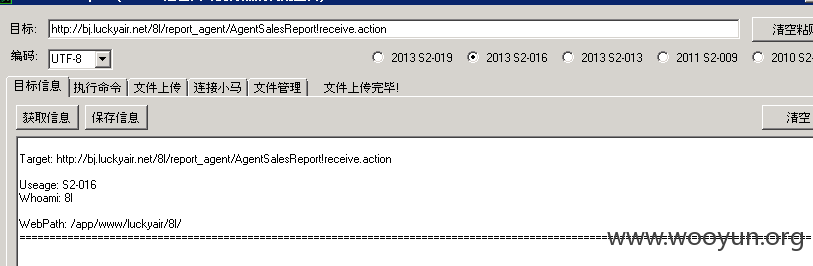 目标: http://bj.luckyair.net/8l/report_agent/AgentSalesReport!receive.action 清空粘贴
编码: UTF-8 2013 S2-019 2013 S2-016 2013 S2-013 2011 S2-009 2010 S2-
目标信息 执行命令 文件上传 连接小马 文件管理 文件上传完毕!
获取信息 保存信息 清空
Target: http://bj.luckyair.net/8l/report_agent/AgentSalesReport!receive.action
Useage: S2-016
Whoami: 8l
WebPath: /app/www/luckyair/8l/
www.wooyun.org